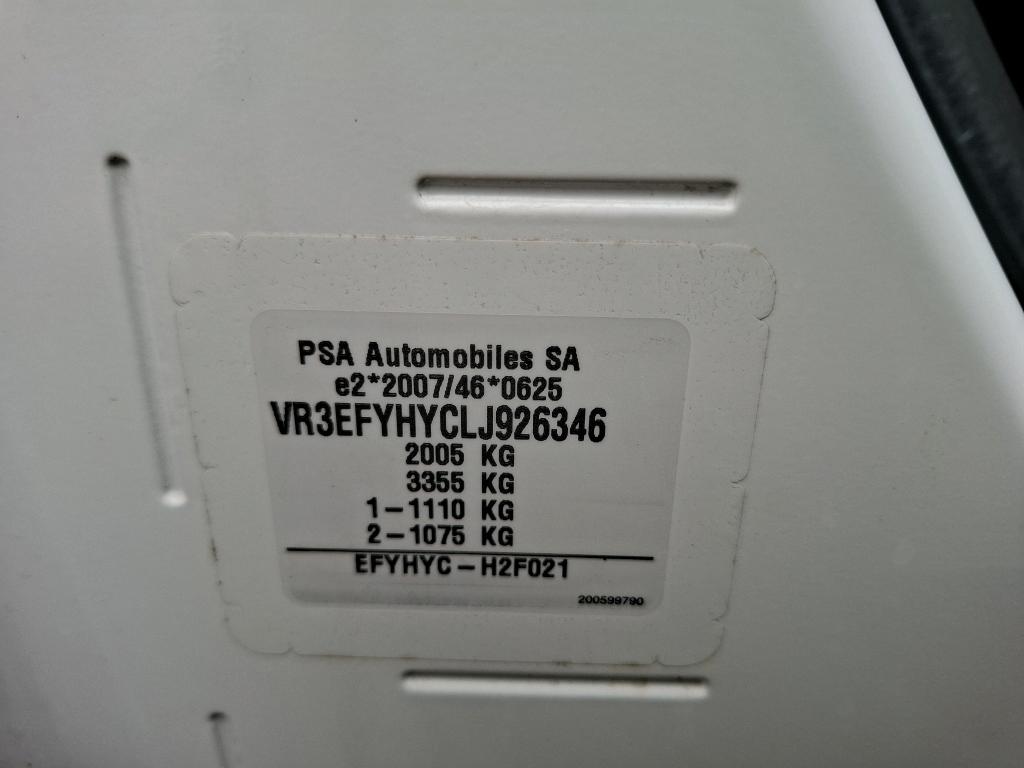 PSA Automobiles SA
e2*2007/46*0625
VR3EFYHYCLJ926346
2005 KG
3355 KG
1-1110 KG
2-1075 KG
EFYHYC-H2F021
200599790